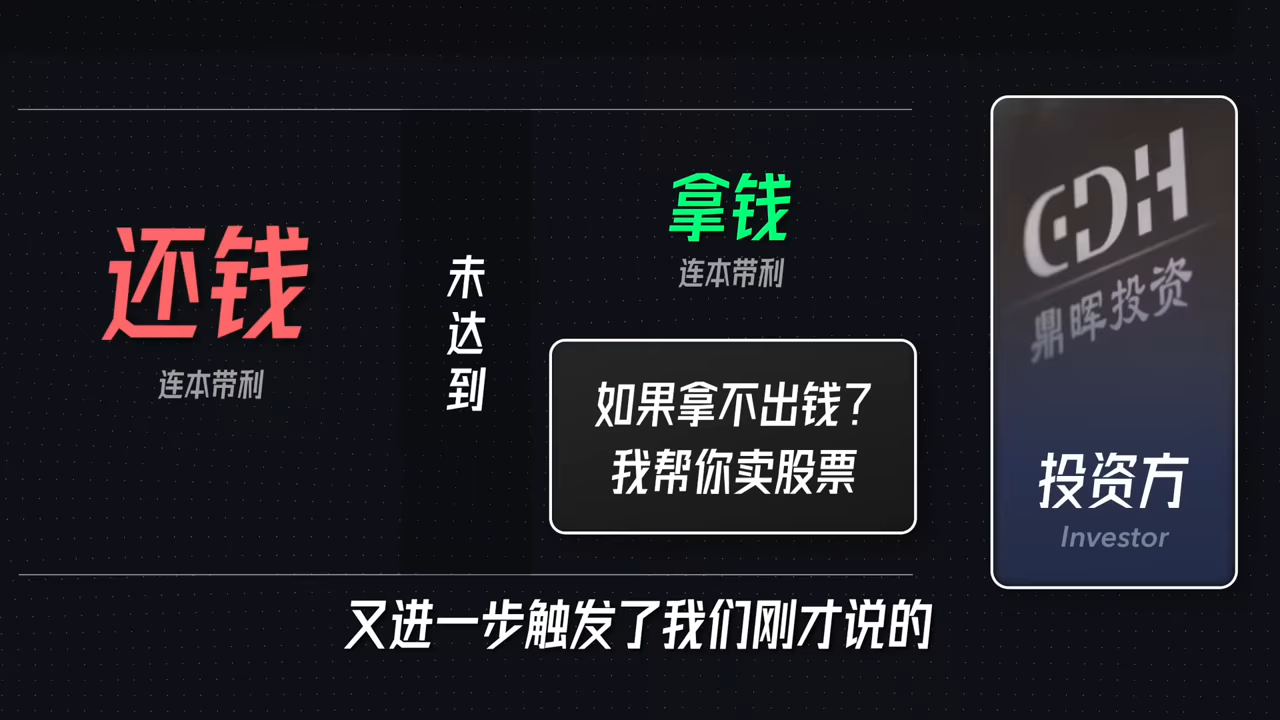 还钱
连本带利
未达到
拿钱
连本带利
如果拿不出钱?
我帮你卖股票
CDH
鼎晖投资
投资方
Investor
又进一步触发了我们刚才说的